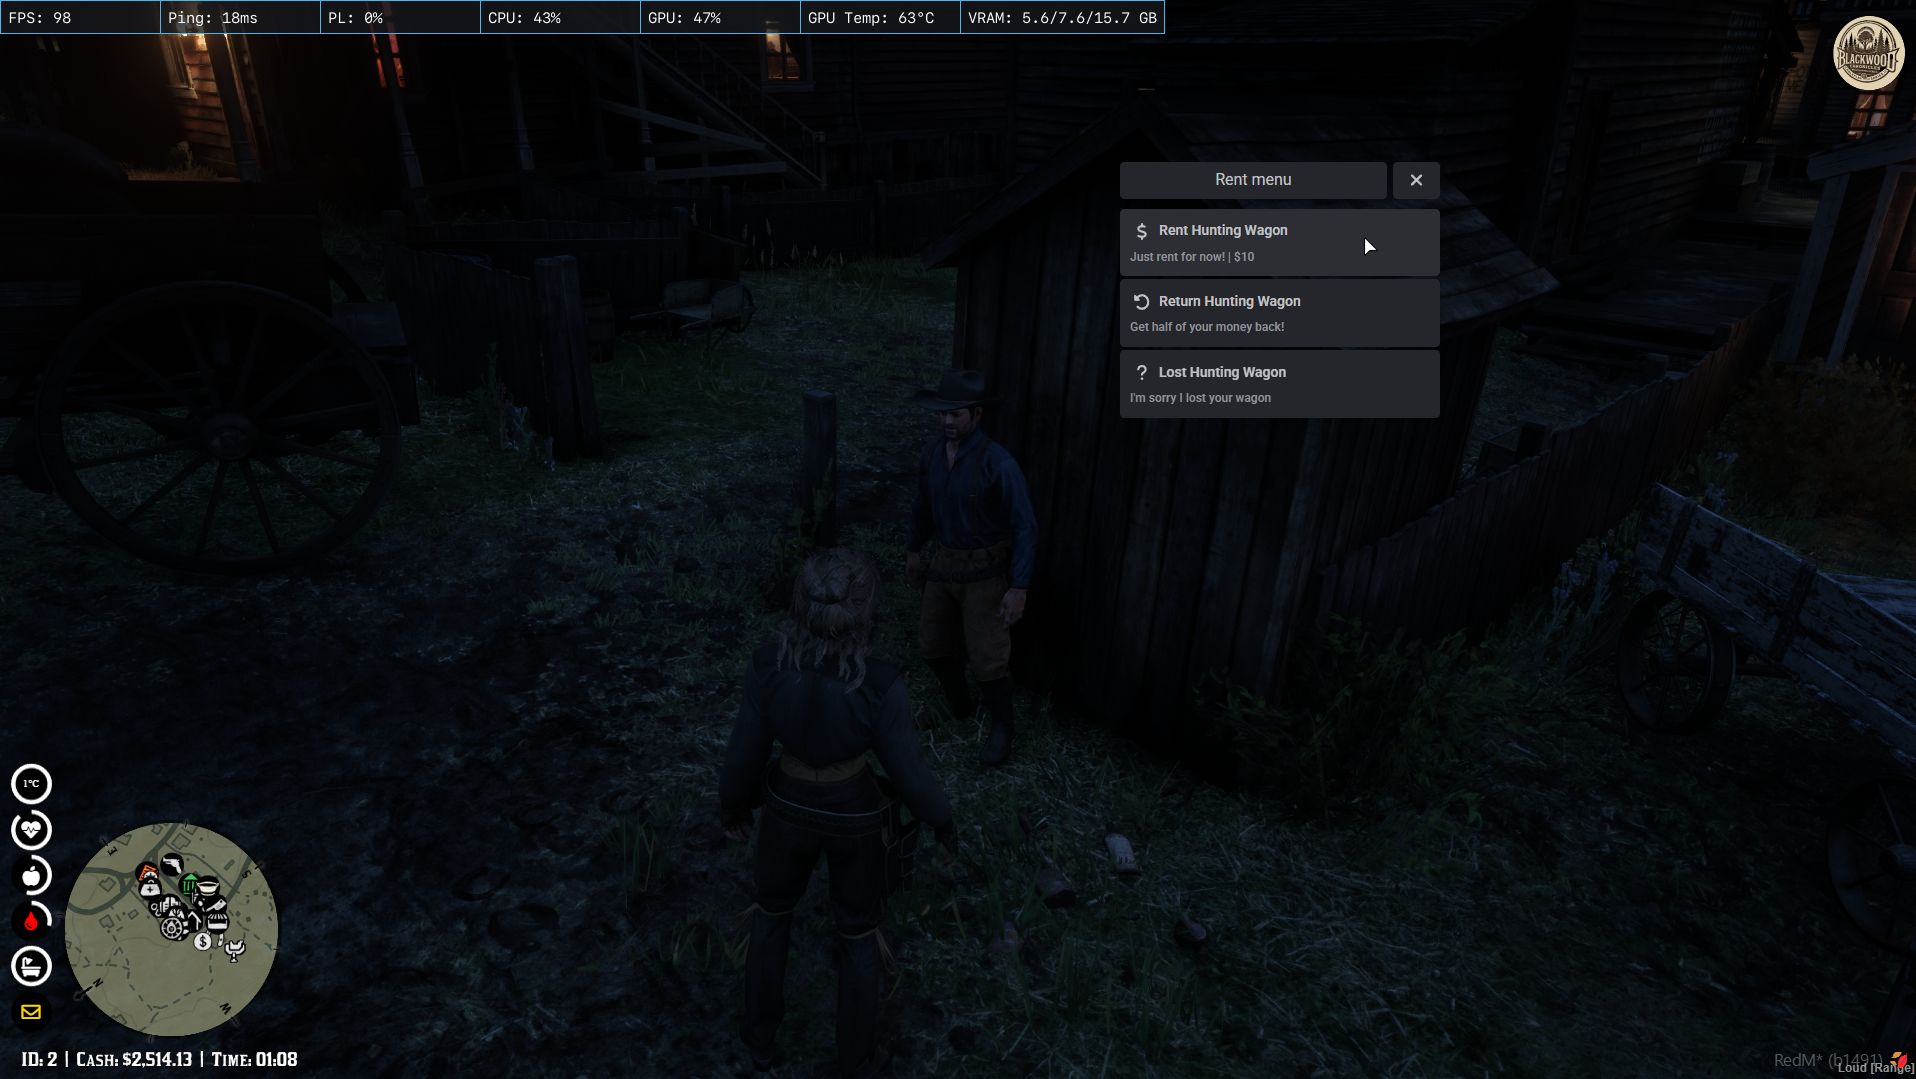 FPS: 98
Ping: 18ms
PL: 0%
CPU: 43%
GPU: 47%
GPU Temp: 63°C
VRAM: 5.6/7.6/15.7 GB
BLACKWOOD
CHRONICLES
Rent menu
Rent Hunting Wagon
Just rent for now! | $10
Return Hunting Wagon
Get half of your money back!
Lost Hunting Wagon
I'm sorry I lost your wagon
1°C
E
S
N
W
ID: 2 | CASH: $2,514.13 | TIME: 01:08
RedM* (b1491)
Loud [Range]